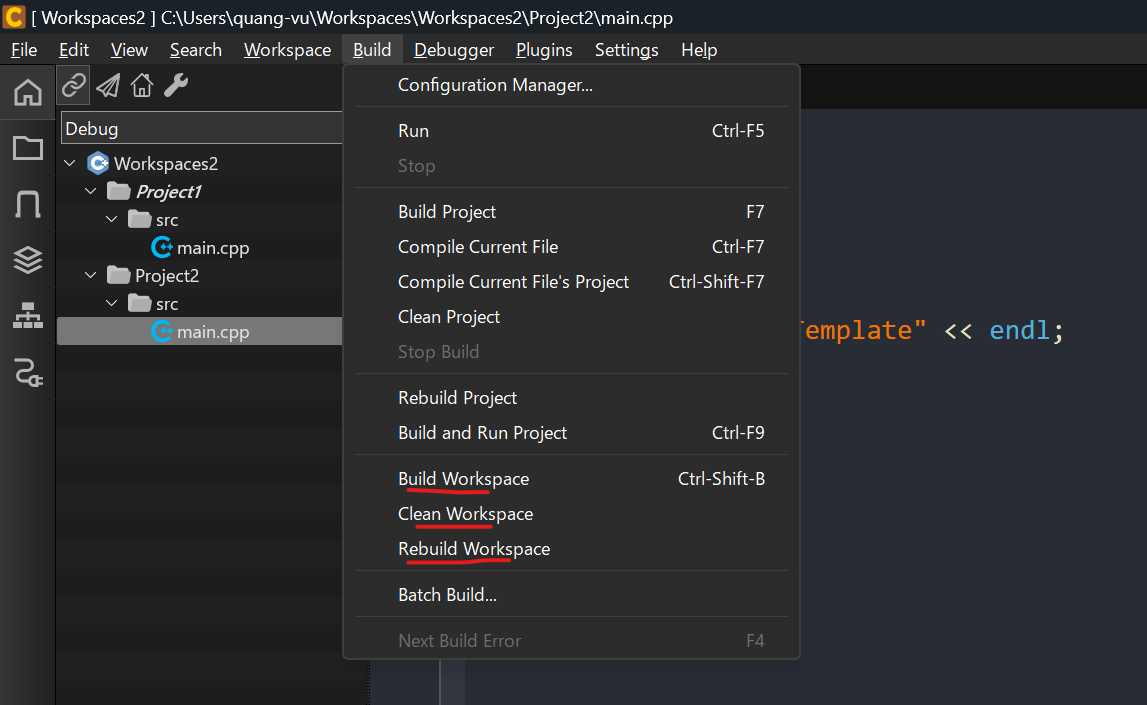 [ Workspaces2 ] C:\Users\quang-vu\Workspaces\Workspaces2\Project2\main.cpp
File Edit View Search Workspace Build Debugger Plugins Settings Help
Debug
Workspaces2
Project1
src
main.cpp
Project2
src
main.cpp
Configuration Manager...
Run Ctrl-F5
Stop
Build Project F7
Compile Current File Ctrl-F7
Compile Current File's Project Ctrl-Shift-F7
Clean Project
Stop Build
Rebuild Project
Build and Run Project Ctrl-F9
Build Workspace Ctrl-Shift-B
Clean Workspace
Rebuild Workspace
Batch Build...
Next Build Error F4
emplate" << endl;